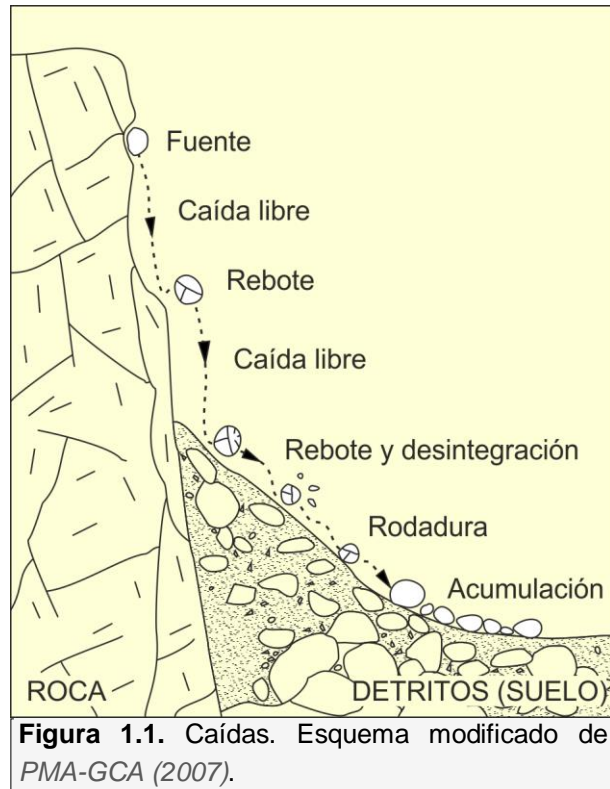 Fuente
Caída libre
Rebote
Caída libre
Rebote y desintegración
Rodadura
Acumulación
ROCA
DETRITOS (SUELO)
Figura 1.1. Caídas. Esquema modificado de
PMA-GCA (2007).